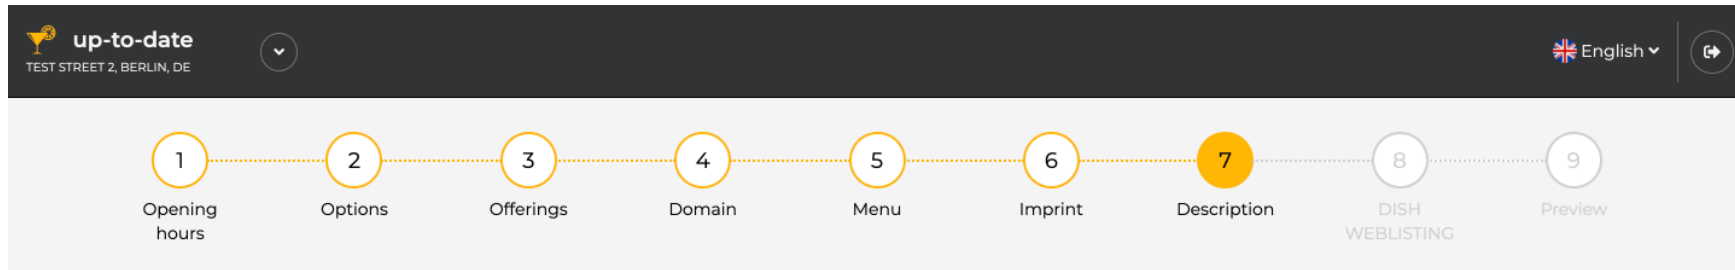 up-to-date
TEST STREET 2, BERLIN, DE
English
1
2
3
4
5
6
7
8
9
Opening
hours
Options
Offerings
Domain
Menu
Imprint
Description
DISH
WEBLISTING
Preview